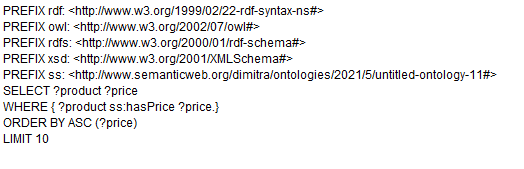 PREFIX rdf: <http://www.w3.org/1999/02/22-rdf-syntax-ns#>
PREFIX owl: <http://www.w3.org/2002/07/owl#>
PREFIX rdfs: <http://www.w3.org/2000/01/rdf-schema#>
PREFIX xsd: <http://www.w3.org/2001/XMLSchema#>
PREFIX ss: <http://www.semanticweb.org/dimitra/ontologies/2021/5/untitled-ontology-11#>
SELECT ?product ?price
WHERE { ?product ss:hasPrice ?price.}
ORDER BY ASC (?price)
LIMIT 10